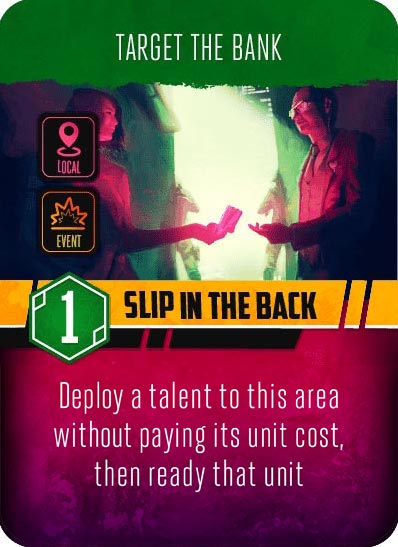 TARGET THE BANK
LOCAL
EVENT
1
SLIP IN THE BACK
Deploy a talent to this area
without paying its unit cost,
then ready that unit